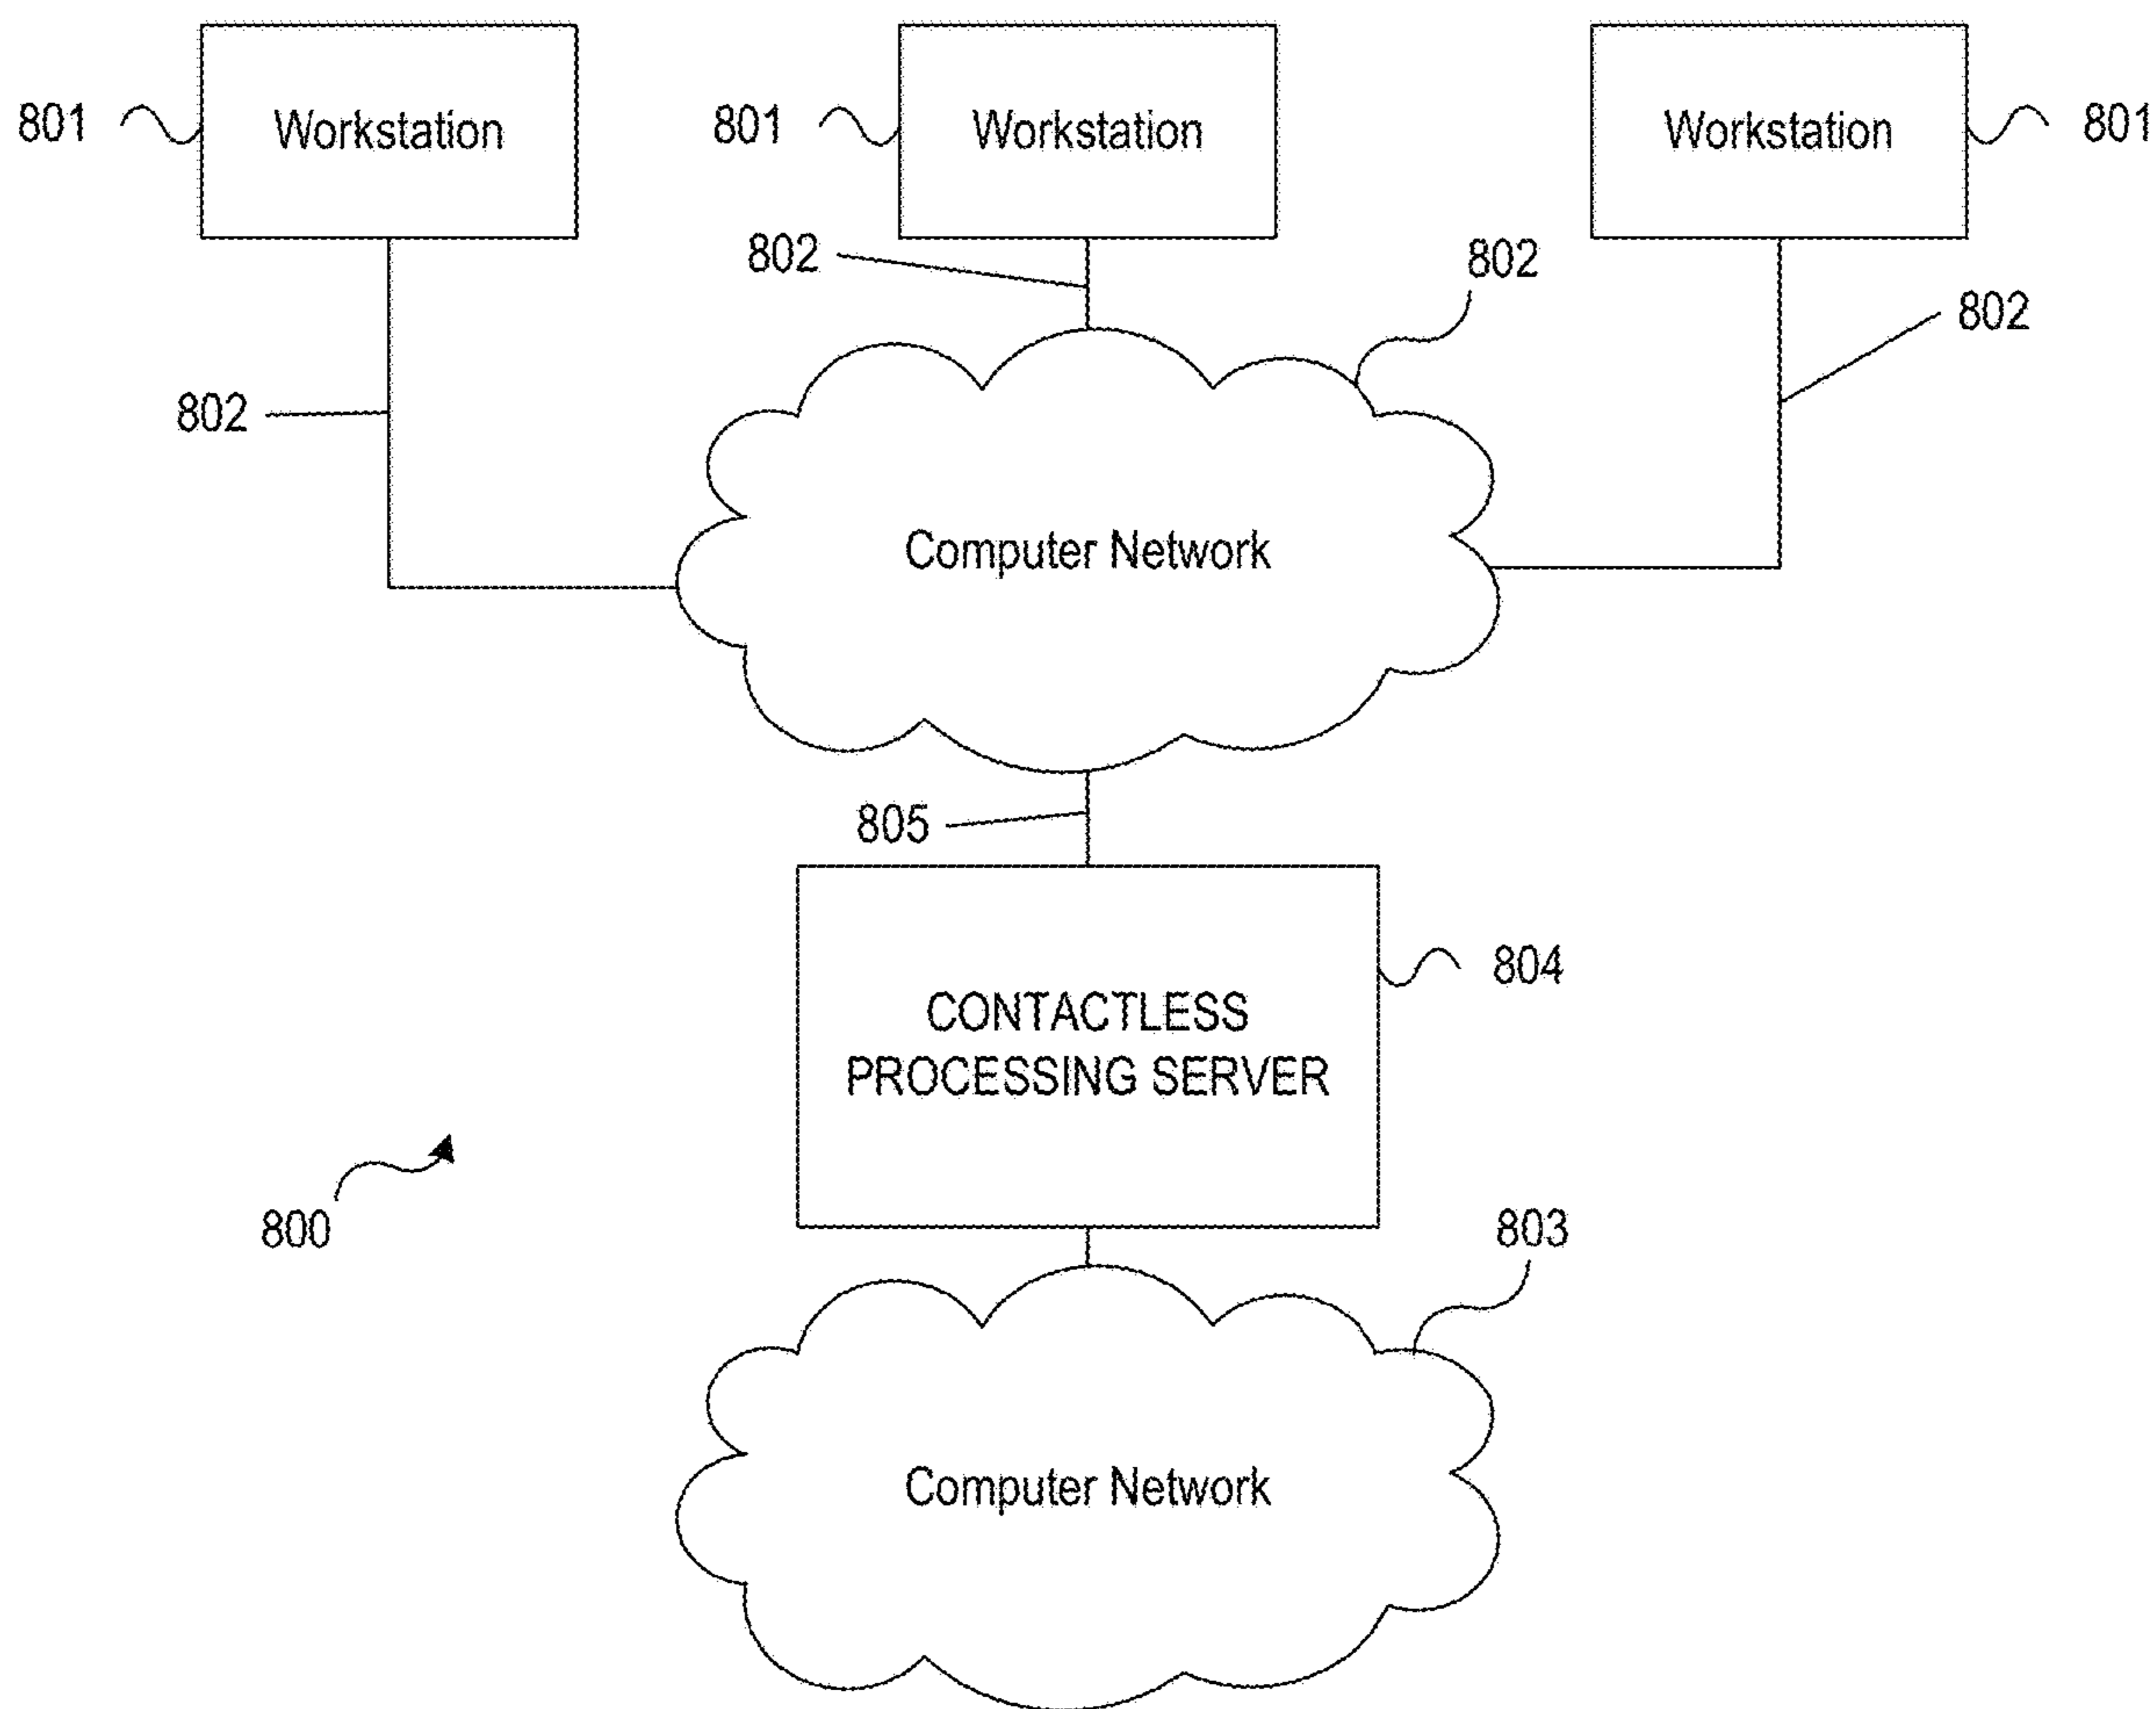 801
Workstation
801
Workstation
Workstation
801
802
802
802
802
Computer Network
805
804
CONTACTLESS
PROCESSING SERVER
800
803
Computer Network